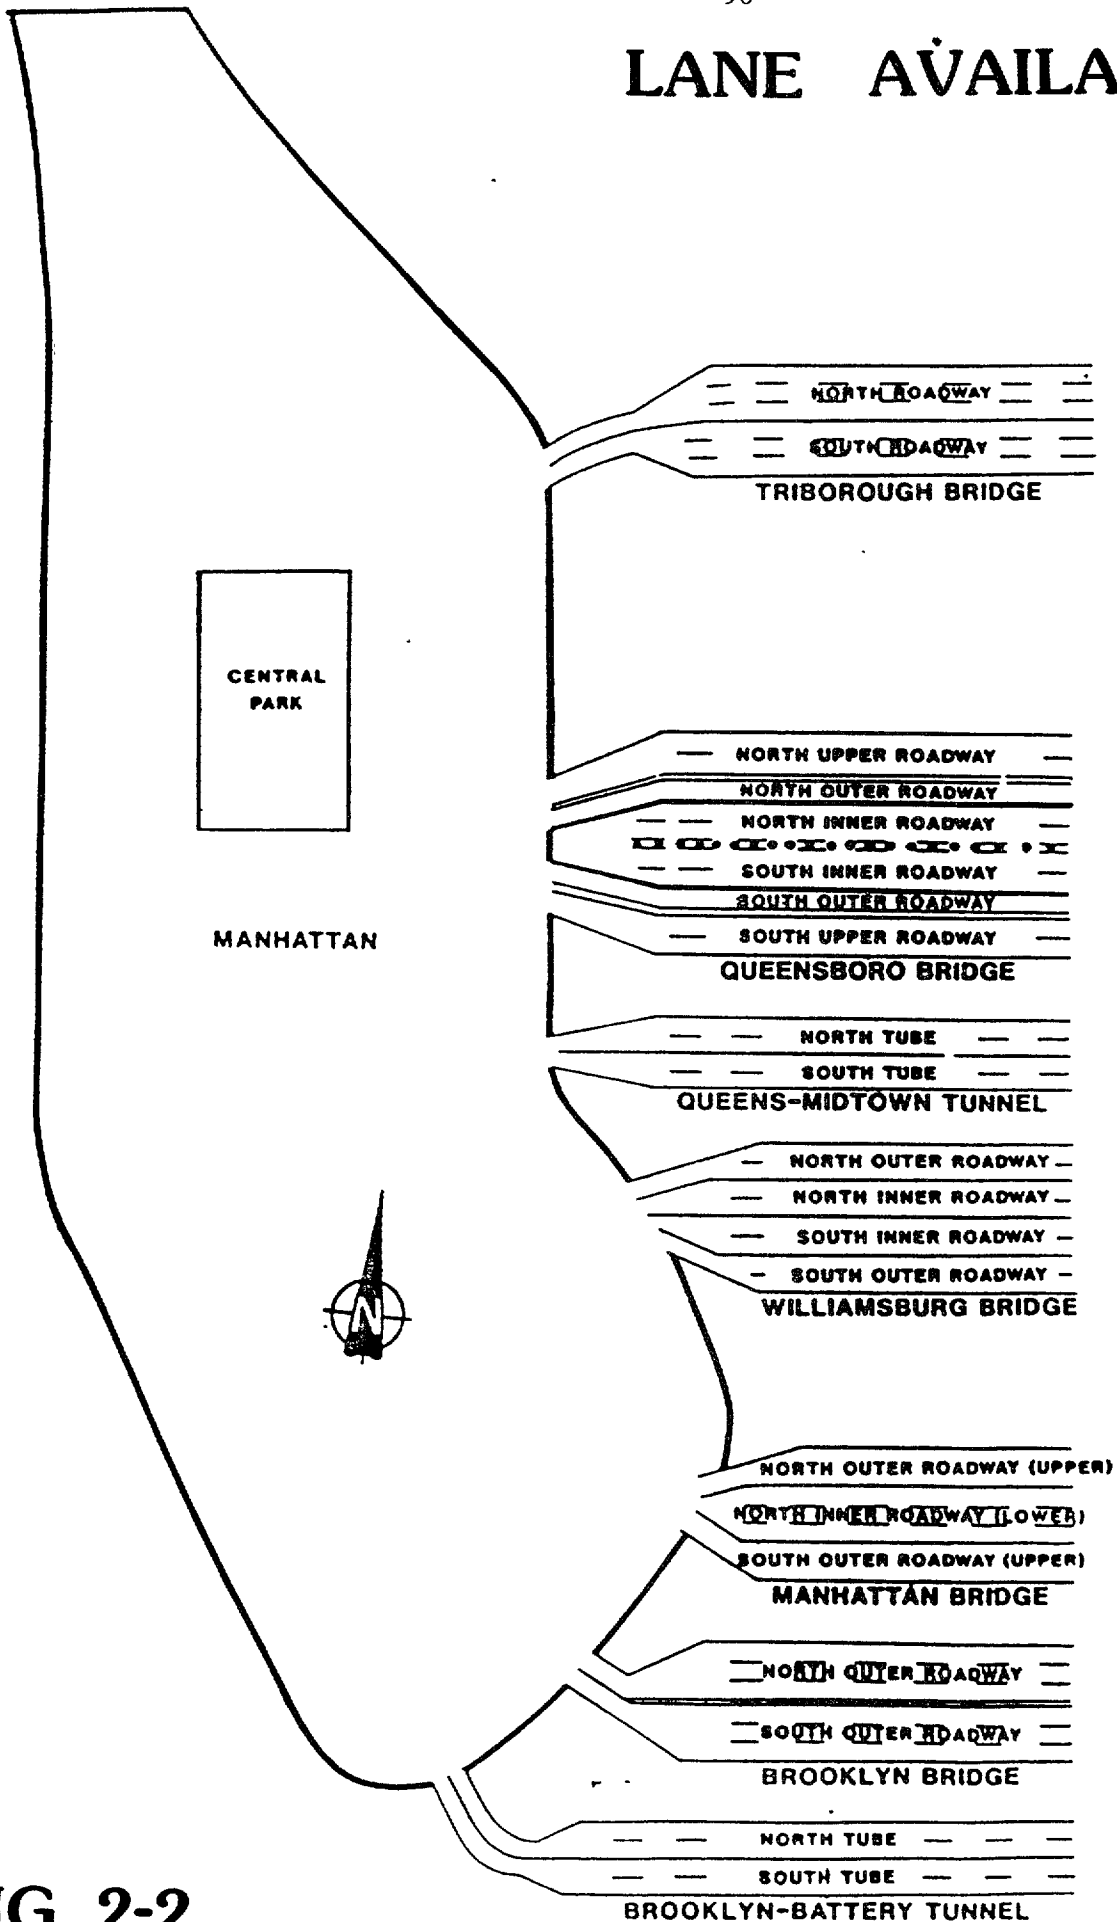 LANE AVAILA
NORTH ROADWAY
SOUTH ROADWAY
TRIBOROUGH BRIDGE
CENTRAL
PARK
NORTH UPPER ROADWAY
NORTH OUTER ROADWAY
NORTH INNER ROADWAY
SOUTH INNER ROADWAY
SOUTH OUTER ROADWAY
SOUTH UPPER ROADWAY
QUEENSBORO BRIDGE
MANHATTAN
NORTH TUBE
SOUTH TUBE
QUEENS-MIDTOWN TUNNEL
NORTH OUTER ROADWAY
NORTH INNER ROADWAY
SOUTH INNER ROADWAY
SOUTH OUTER ROADWAY
WILLIAMSBURG BRIDGE
N
NORTH OUTER ROADWAY (UPPER)
NORTH INNER ROADWAY (LOWER)
SOUTH OUTER ROADWAY (UPPER)
MANHATTAN BRIDGE
NORTH OUTER ROADWAY
SOUTH OUTER ROADWAY
BROOKLYN BRIDGE
NORTH TUBE
SOUTH TUBE
BROOKLYN-BATTERY TUNNEL
IG 2-2